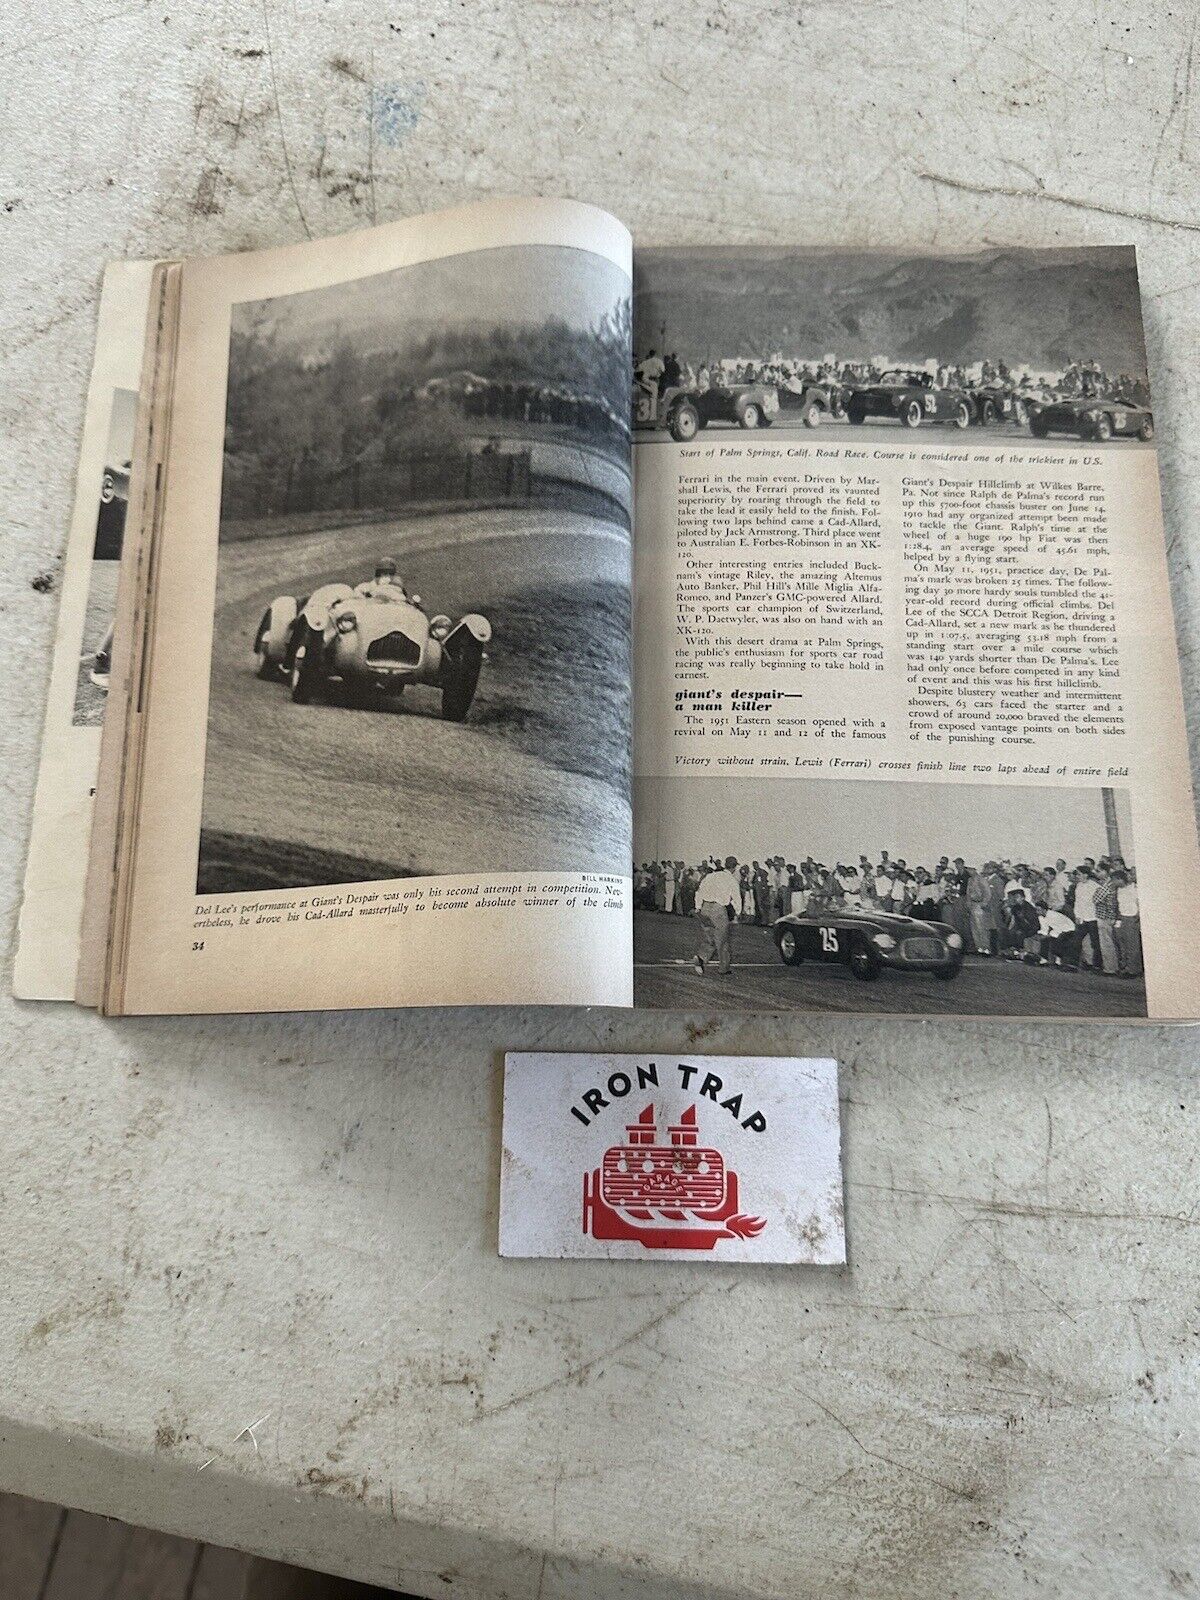 BILL HARKINS
Del Lee's performance at Giant's Despair was only his second attempt in competition. Nev-
ertheless, he drove his Cad-Allard masterfully to become absolute winner of the climb
34
Start of Palm Springs, Calif. Road Race. Course is considered one of the trickiest in U.S.
Ferrari in the main event. Driven by Mar-
shall Lewis, the Ferrari proved its vaunted
superiority by roaring through the field to
take the lead it easily held to the finish. Fol-
lowing two laps behind came a Cad-Allard,
piloted by Jack Armstrong. Third place went
to Australian E. Forbes-Robinson in an XK-
120.
Other interesting entries included Buck-
nam's vintage Riley, the amazing Altemus
Auto Banker, Phil Hill's Mille Miglia Alfa-
Romeo, and Panzer's GMC-powered Allard.
The sports car champion of Switzerland,
W. P. Daetwyler, was also on hand with an
XK-120.
With this desert drama at Palm Springs,
the public's enthusiasm for sports car road
racing was really beginning to take hold in
earnest.
giant's despair—
a man killer
The 1951 Eastern season opened with a
revival on May 11 and 12 of the famous
Giant's Despair Hillclimb at Wilkes Barre,
Pa. Not since Ralph de Palma's record run
up this 5700-foot chassis buster on June 14,
1910 had any organized attempt been made
to tackle the Giant. Ralph's time at the
wheel of a huge 190 hp Fiat was then
1:28.4, an average speed of 45.61 mph,
helped by a flying start.
On May 11, 1951, practice day, De Pal-
ma's mark was broken 25 times. The follow-
ing day 30 more hardy souls tumbled the 41-
year-old record during official climbs. Del
Lee of the SCCA Detroit Region, driving a
Cad-Allard, set a new mark as he thundered
up in 1:07.5, averaging 53.18 mph from a
standing start over a mile course which
was 140 yards shorter than De Palma's. Lee
had only once before competed in any kind
of event and this was his first hillclimb.
Despite blustery weather and intermittent
showers, 63 cars faced the starter and a
crowd of around 20,000 braved the elements
from exposed vantage points on both sides
of the punishing course.
Victory without strain. Lewis (Ferrari) crosses finish line two laps ahead of entire field
25
52
IRON TRAP
GARAGE